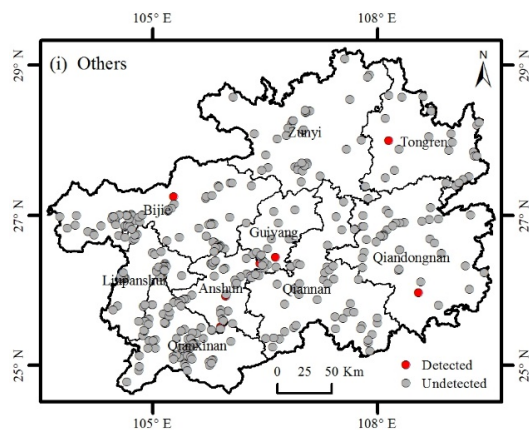 105° E 108° E
29° N 29° N
(i) Others
N
Zunyi
Tongren
27° N 27° N
Bijie
Guiyang
Qiandongnan
Liupanshui
Anshun
Qiannan
Qianxinan
25° N 25° N
0 25 50 Km
Detected
Undetected
105° E 108° E